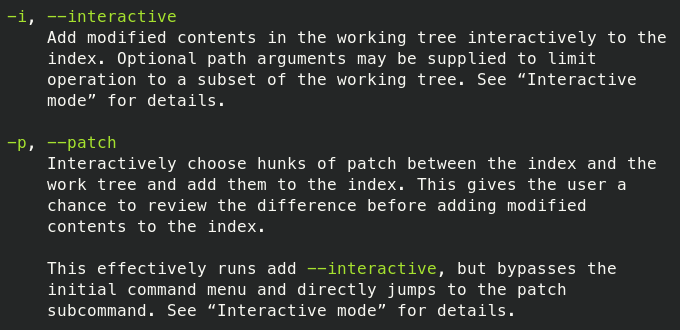 -i, --interactive
Add modified contents in the working tree interactively to the
index. Optional path arguments may be supplied to limit
operation to a subset of the working tree. See “Interactive
mode” for details.
-p, --patch
Interactively choose hunks of patch between the index and the
work tree and add them to the index. This gives the user a
chance to review the difference before adding modified
contents to the index.
This effectively runs add --interactive, but bypasses the
initial command menu and directly jumps to the patch
subcommand. See “Interactive mode” for details.